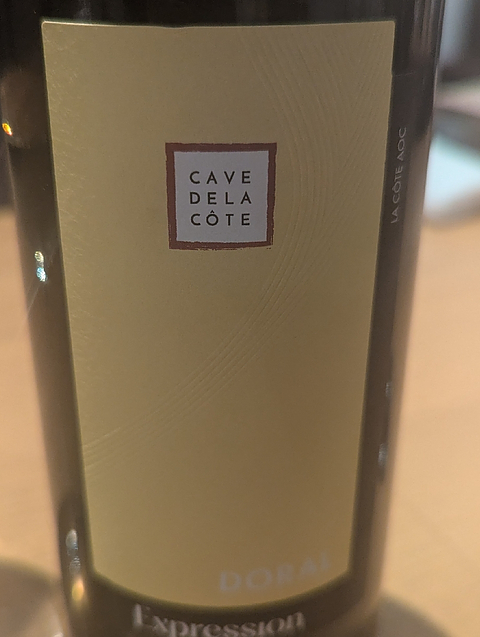 CAVE
DE LA
CÔTE
LA CÔTE AOC
DORAL
Expression